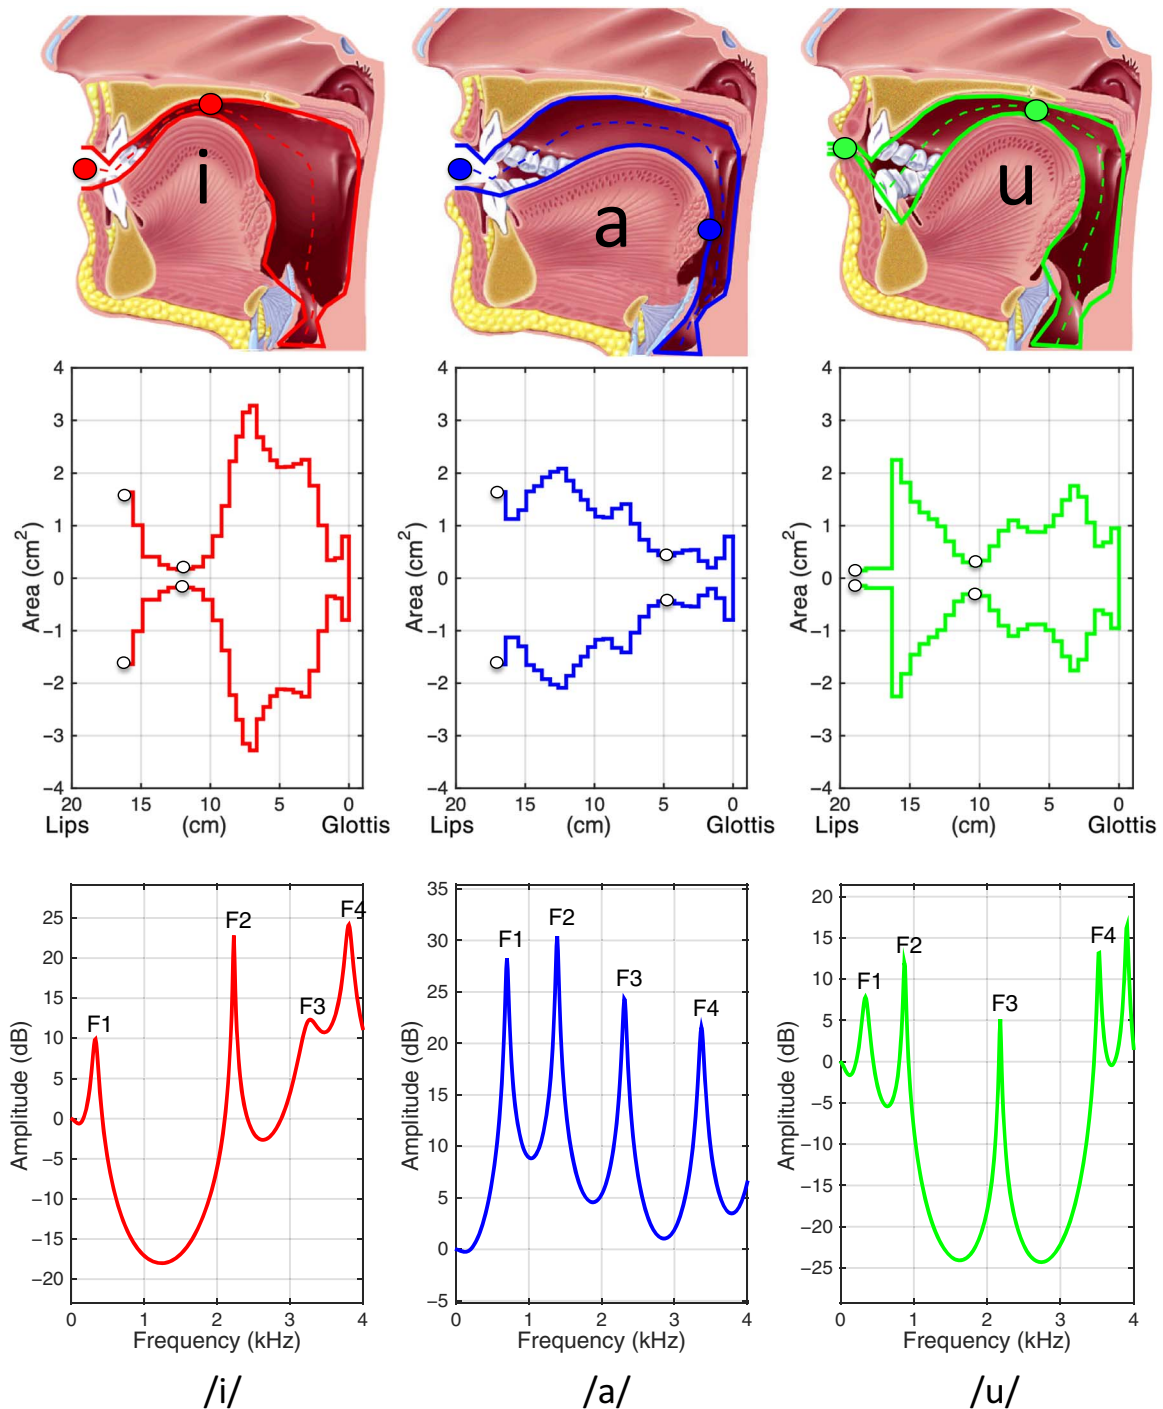 i
a
u
4
3
2
1
0
−1
−2
−3
−4
Area (cm2)
20 15 10 5 0
Lips (cm) Glottis
4
3
2
1
0
−1
−2
−3
−4
Area (cm2)
20 15 10 5 0
Lips (cm) Glottis
4
3
2
1
0
−1
−2
−3
−4
Area (cm2)
20 15 10 5 0
Lips (cm) Glottis
25
20
15
10
5
0
−5
−10
−15
−20
Amplitude (dB)
F1
F2
F3
F4
0 1 2 3 4
Frequency (kHz)
/i/
35
30
25
20
15
10
5
0
−5
Amplitude (dB)
F1
F2
F3
F4
0 1 2 3 4
Frequency (kHz)
/a/
20
15
10
5
0
−5
−10
−15
−20
−25
Amplitude (dB)
F1
F2
F3
F4
0 1 2 3 4
Frequency (kHz)
/u/